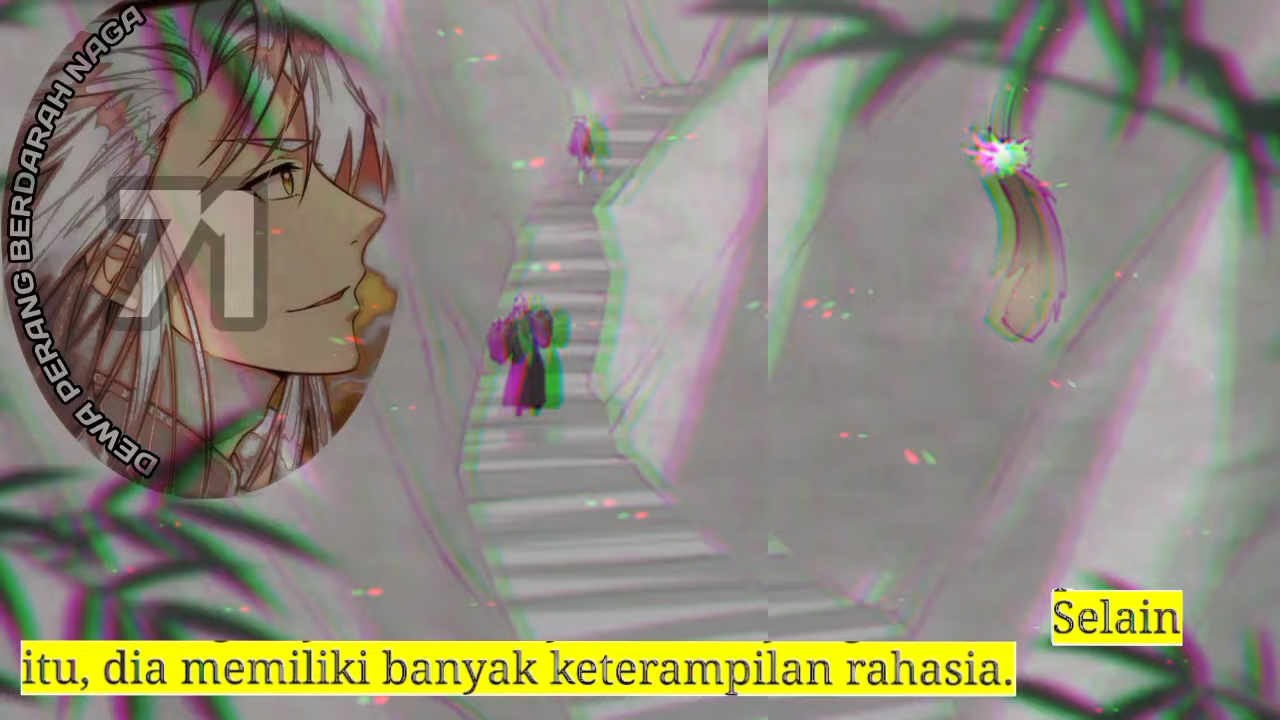 DEWA PERANG BERDARAH NAGA
71
Selain
itu, dia memiliki banyak keterampilan rahasia.